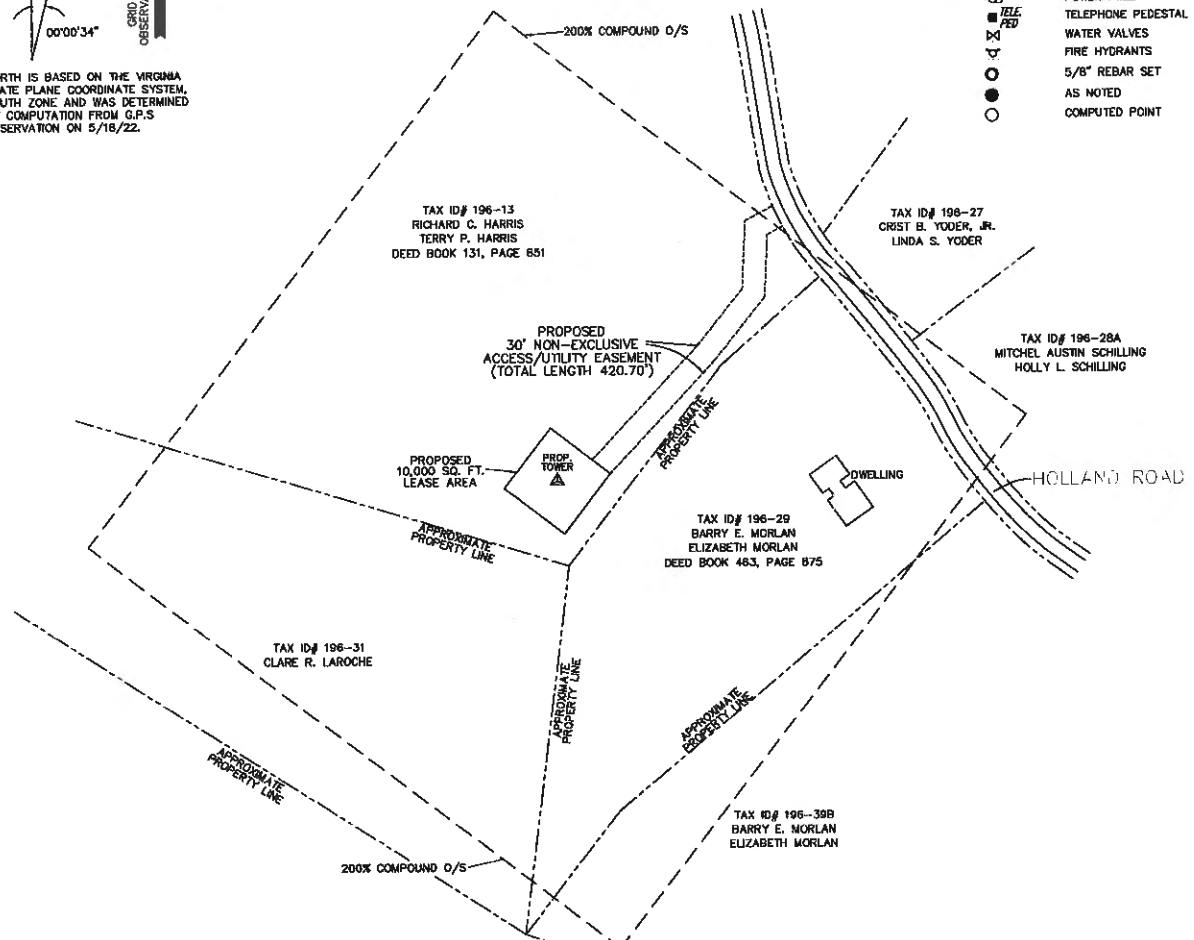 00°00'34"
GRID
OBSERVA
RTH IS BASED ON THE VIRGINIA
ATE PLANE COORDINATE SYSTEM,
UTH ZONE AND WAS DETERMINED
COMPUTATION FROM G.P.S
SERVATION ON 5/18/22.
200% COMPOUND O/S
TELE.
PED
TELEPHONE PEDESTAL
WATER VALVES
FIRE HYDRANTS
5/8" REBAR SET
AS NOTED
COMPUTED POINT
TAX ID# 196-13
RICHARD C. HARRIS
TERRY P. HARRIS
DEED BOOK 131, PAGE 651
TAX ID# 196-27
CRIST B. YODER, JR.
LINDA S. YODER
TAX ID# 196-28A
MITCHEL AUSTIN SCHILLING
HOLLY L. SCHILLING
PROPOSED
30' NON-EXCLUSIVE
ACCESS/UTILITY EASEMENT
(TOTAL LENGTH 420.70')
APPROXIMATE
PROPERTY LINE
PROPOSED
10,000 SQ. FT.
LEASE AREA
PROP.
TOWER
DWELLING
HOLLAND ROAD
APPROXIMATE
PROPERTY LINE
TAX ID# 196-29
BARRY E. MORLAN
ELIZABETH MORLAN
DEED BOOK 463, PAGE 875
TAX ID# 196-31
CLARE R. LAROCHE
APPROXIMATE
PROPERTY LINE
APPROXIMATE
PROPERTY LINE
APPROXIMATE
PROPERTY LINE
TAX ID# 196-39B
BARRY E. MORLAN
ELIZABETH MORLAN
200% COMPOUND O/S